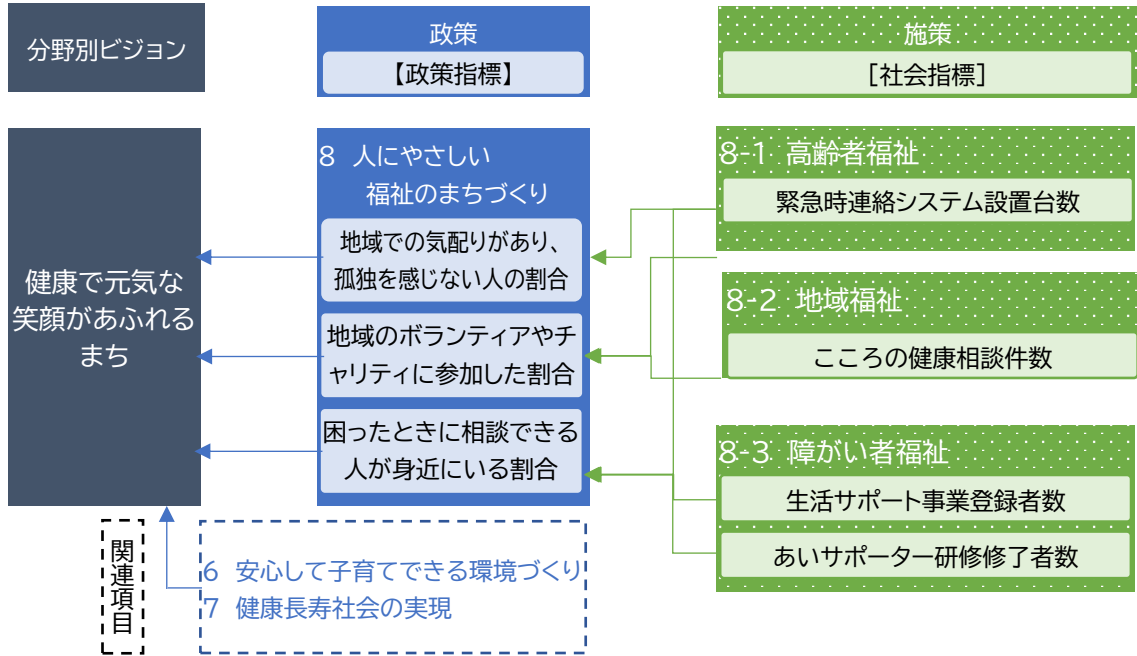 分野別ビジョン
政策
【政策指標】
施策
［社会指標］
健康で元気な
笑顔があふれる
まち
8 人にやさしい
福祉のまちづくり
地域での気配りがあり、
孤独を感じない人の割合
地域のボランティアやチ
ャリティに参加した割合
困ったときに相談できる
人が身近にいる割合
8-1 高齢者福祉
緊急時連絡システム設置台数
8-2 地域福祉
こころの健康相談件数
8-3 障がい者福祉
生活サポート事業登録者数
あいサポーター研修修了者数
関連項目
6 安心して子育てできる環境づくり
7 健康長寿社会の実現